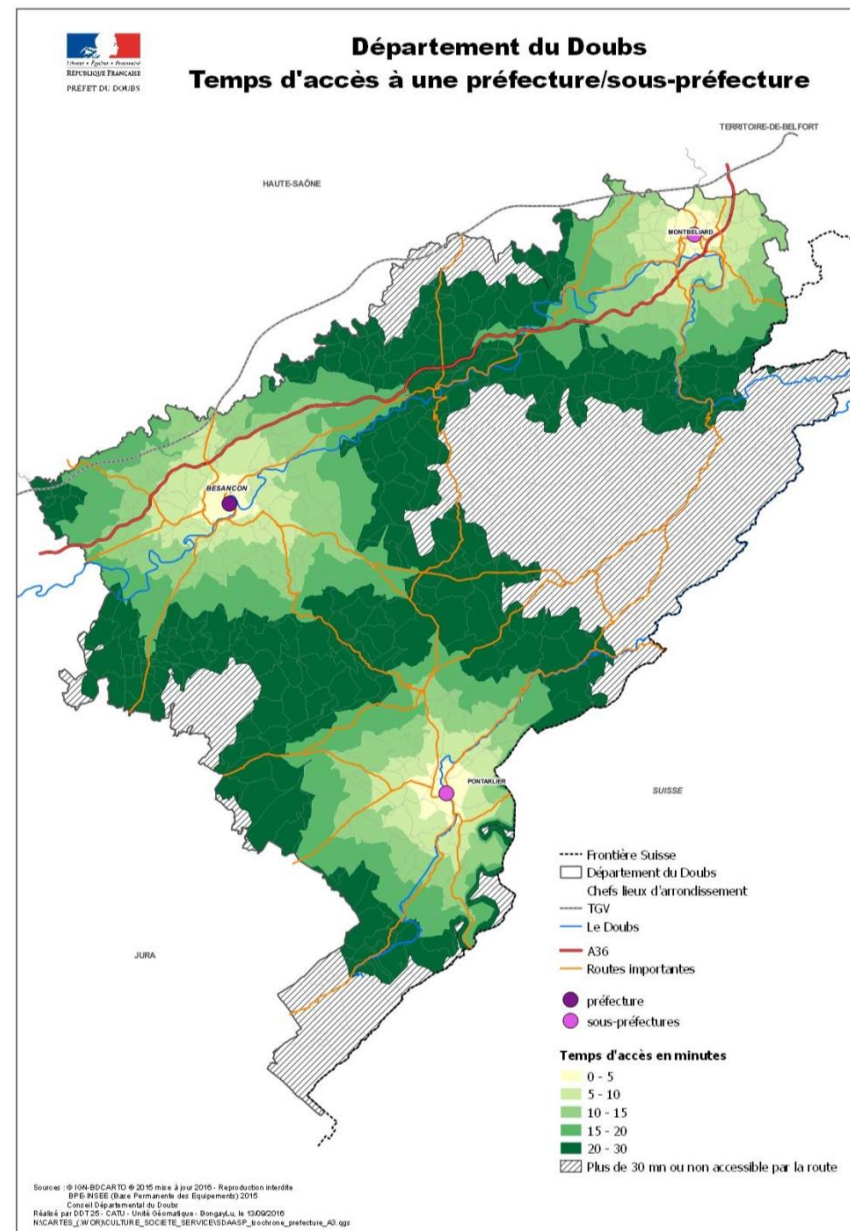 Liberté • Égalité • Fraternité
RÉPUBLIQUE FRANÇAISE
PRÉFET DU DOUBS
Département du Doubs
Temps d'accès à une préfecture/sous-préfecture
TERRITOIRE-DE-BELFORT
HAUTE-SAÔNE
MONTBELIARD
BESANCON
PONTARLIER
SUISSE
JURA
Frontière Suisse
Département du Doubs
Chefs lieux d'arrondissement
TGV
Le Doubs
A36
Routes importantes
préfecture
sous-préfectures
Temps d'accès en minutes
0 - 5
5 - 10
10 - 15
15 - 20
20 - 30
Plus de 30 mn ou non accessible par la route
Sources : © IGN-BDCARTO © 2015 mise à jour 2016 - Reproduction interdite
BPE-INSEE (Base Permanente des Equipements) 2015
Conseil Départemental du Doubs
Réalisé par DDT25 - CATU - Unité Géomatique - BongayLu, le 13/09/2016